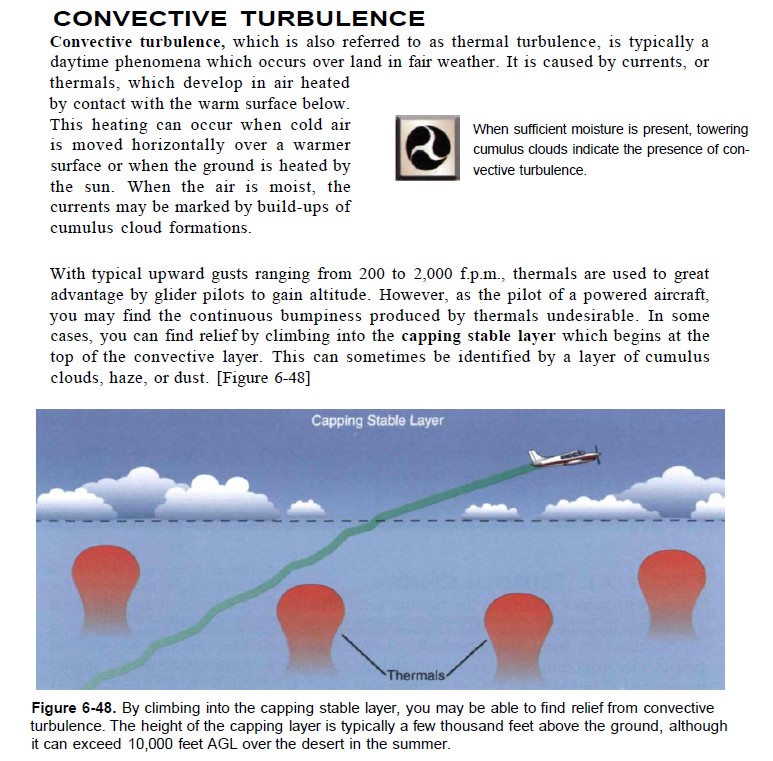 CONVECTIVE TURBULENCE
Convective turbulence, which is also referred to as thermal turbulence, is typically a
daytime phenomena which occurs over land in fair weather. It is caused by currents, or
thermals, which develop in air heated
by contact with the warm surface below.
This heating can occur when cold air
is moved horizontally over a warmer
surface or when the ground is heated by
the sun. When the air is moist, the
currents may be marked by build-ups of
cumulus cloud formations.
When sufficient moisture is present, towering
cumulus clouds indicate the presence of con-
vective turbulence.
With typical upward gusts ranging from 200 to 2,000 f.p.m., thermals are used to great
advantage by glider pilots to gain altitude. However, as the pilot of a powered aircraft,
you may find the continuous bumpiness produced by thermals undesirable. In some
cases, you can find relief by climbing into the capping stable layer which begins at the
top of the convective layer. This can sometimes be identified by a layer of cumulus
clouds, haze, or dust. [Figure 6-48]
Capping Stable Layer
Thermals
Figure 6-48. By climbing into the capping stable layer, you may be able to find relief from convective
turbulence. The height of the capping layer is typically a few thousand feet above the ground, although
it can exceed 10,000 feet AGL over the desert in the summer.